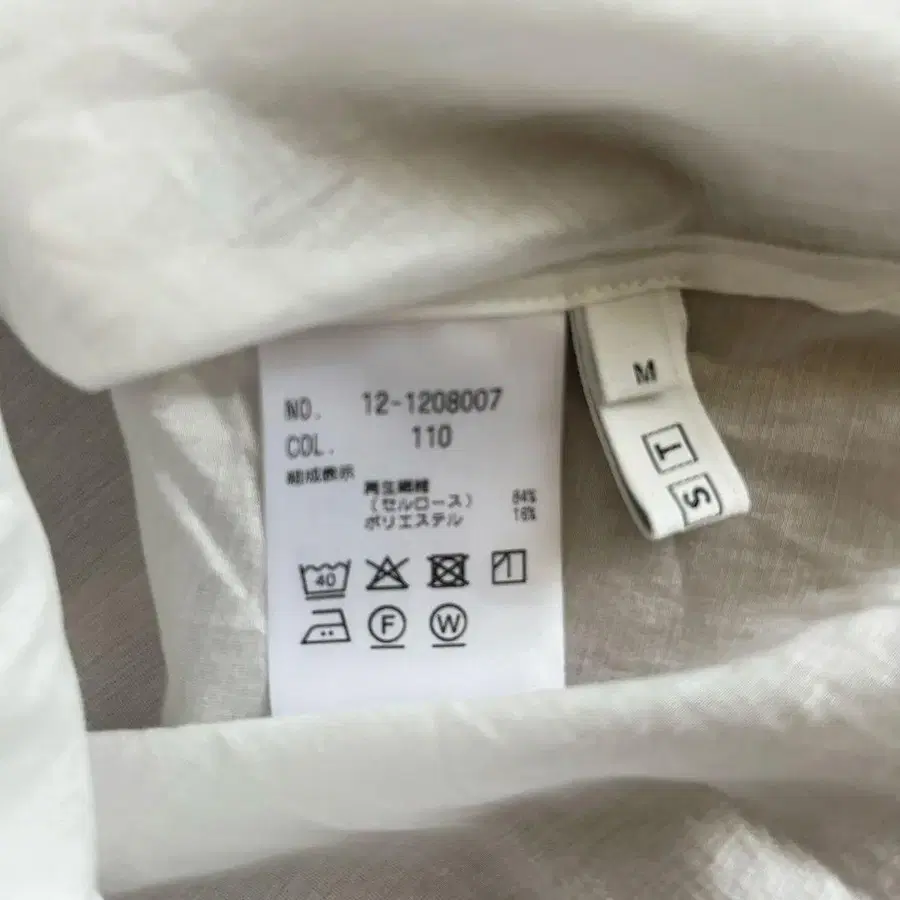 NO. 12-1208007
COL. 110
組成表示
再生繊維
(セルロース) 84%
ポリエステル 16%
40
F W
M
T
S